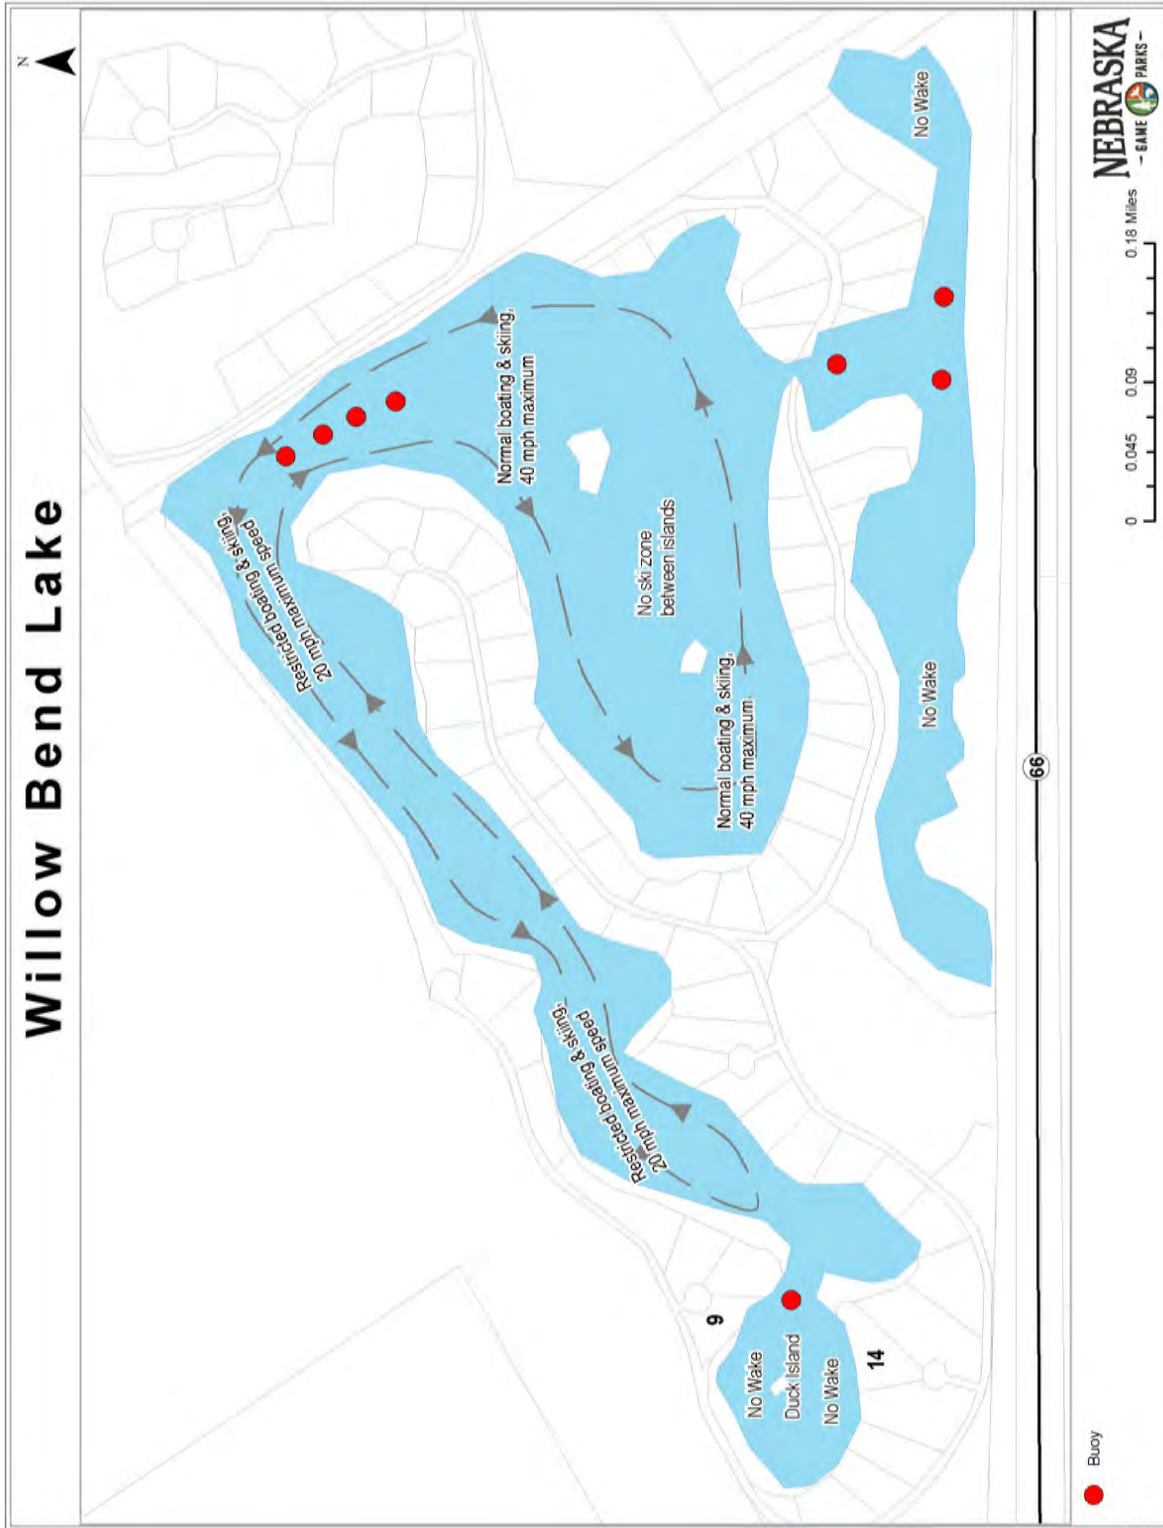 Willow Bend Lake
N
Restricted boating & skiing,
20 mph maximum speed
Normal boating & skiing,
40 mph maximum
No ski zone
between islands
Normal boating & skiing,
40 mph maximum
Restricted boating & skiing,
20 mph maximum speed
9
No Wake
Duck Island
No Wake
14
No Wake
No Wake
66
Buoy
0 0.045 0.09 0.18 Miles
NEBRASKA
- GAME PARKS -